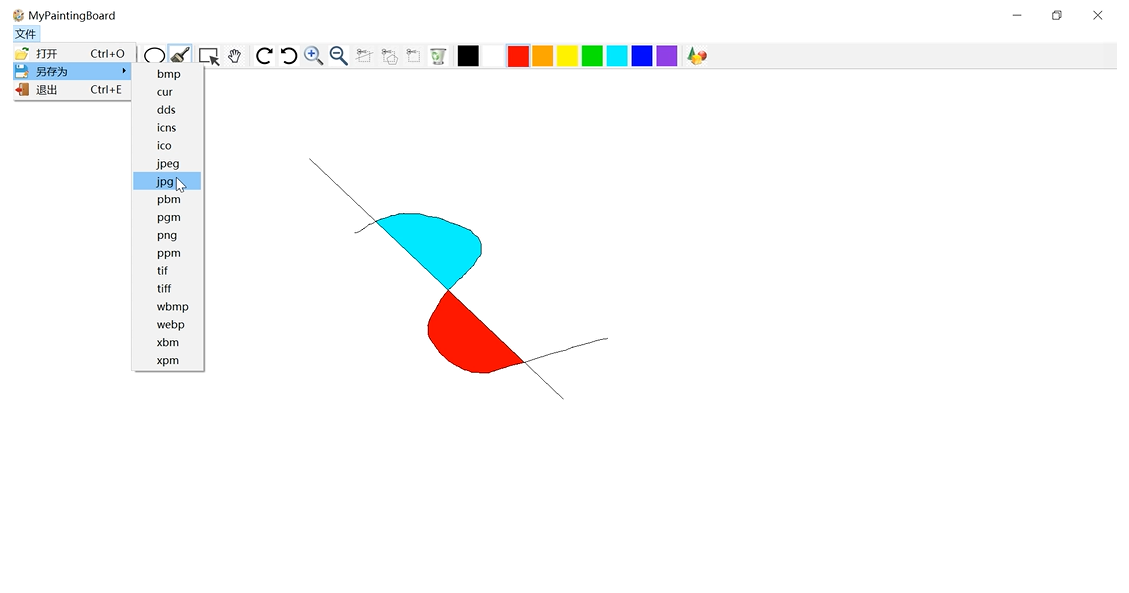 MyPaintingBoard
文件
打开 Ctrl+O
另存为
退出 Ctrl+E
bmp
cur
dds
icns
ico
jpeg
jpg
pbm
pgm
png
ppm
tif
tiff
wbmp
webp
xbm
xpm